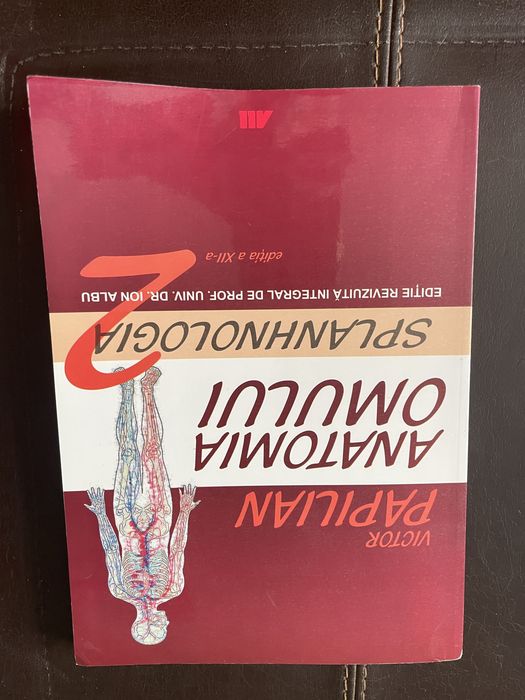 VICTOR
PAPILIAN
ANATOMIA
OMULUI
SPLANHNOLOGIA
2
EDIȚIE REVIZUITĂ INTEGRAL DE PROF. UNIV. DR. ION ALBU
ediția a XII-a
ALL